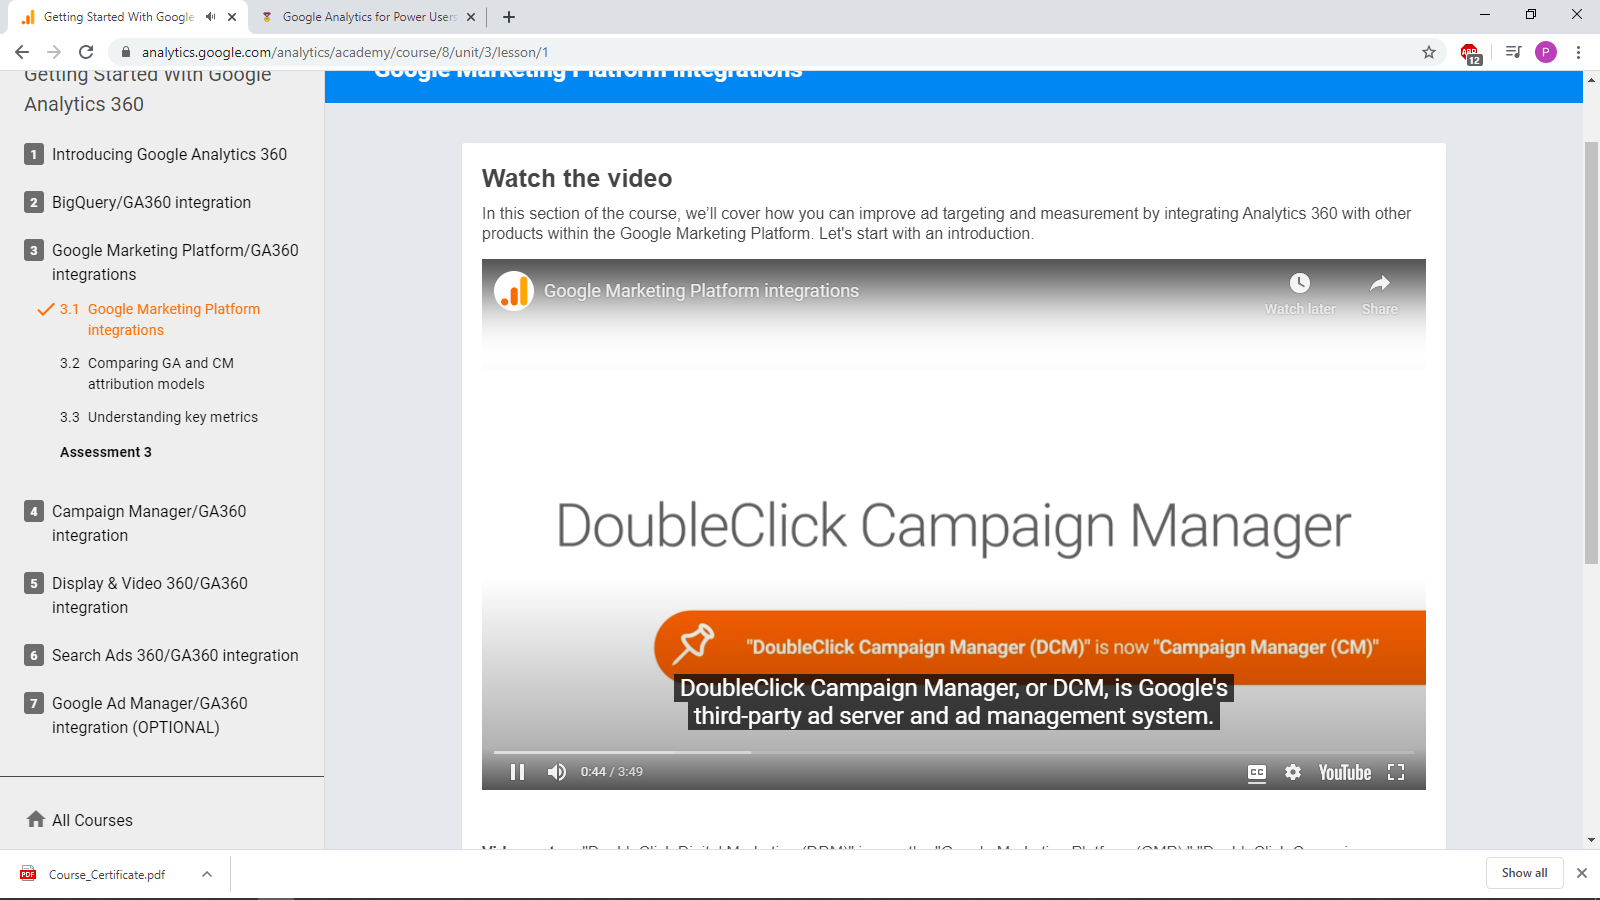 Getting Started With Google
Google Analytics for Power Users
analytics.google.com/analytics/academy/course/8/unit/3/lesson/1
ABP
12
P
Getting Started With Google
Analytics 360
1 Introducing Google Analytics 360
2 BigQuery/GA360 integration
3 Google Marketing Platform/GA360
integrations
3.1 Google Marketing Platform
integrations
3.2 Comparing GA and CM
attribution models
3.3 Understanding key metrics
Assessment 3
4 Campaign Manager/GA360
integration
5 Display & Video 360/GA360
integration
6 Search Ads 360/GA360 integration
7 Google Ad Manager/GA360
integration (OPTIONAL)
All Courses
Google Marketing Platform integrations
Watch the video
In this section of the course, we’ll cover how you can improve ad targeting and measurement by integrating Analytics 360 with other
products within the Google Marketing Platform. Let's start with an introduction.
Google Marketing Platform integrations
Watch later
Share
DoubleClick Campaign Manager
"DoubleClick Campaign Manager (DCM)" is now "Campaign Manager (CM)"
DoubleClick Campaign Manager, or DCM, is Google's
third-party ad server and ad management system.
0:44 / 3:49
CC
YouTube
PDF
Course_Certificate.pdf
Show all